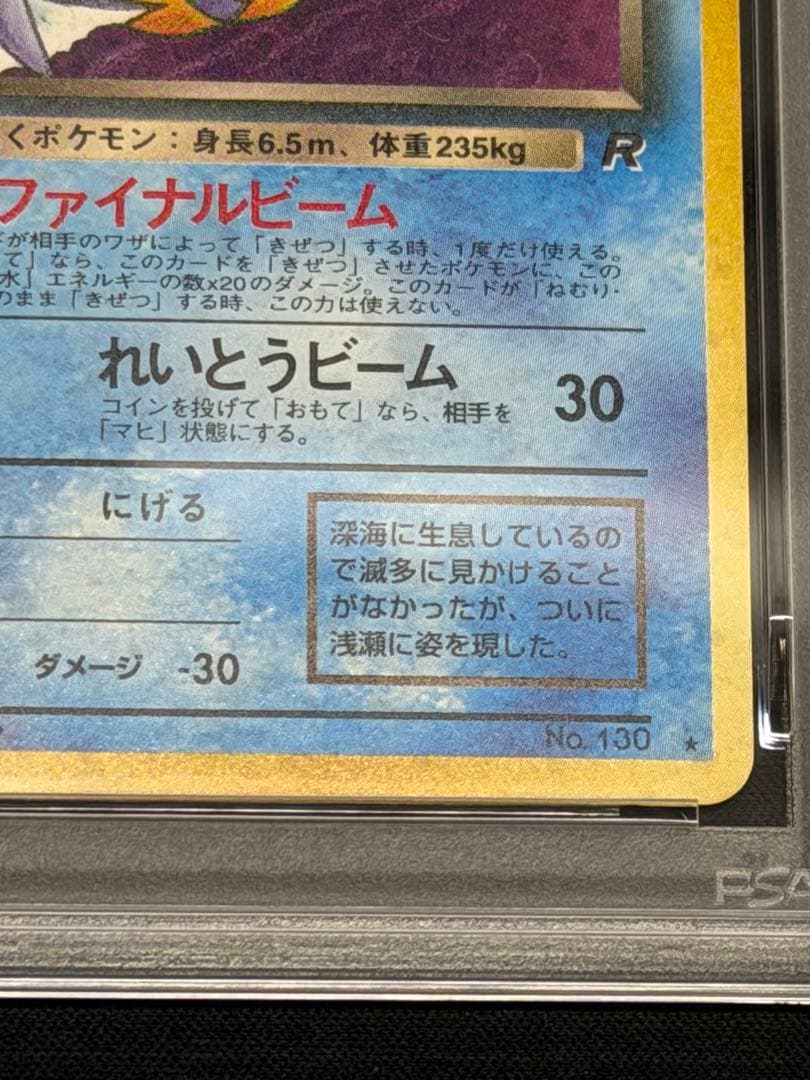 くポケモン：身長6.5m、体重235kg R
ファイナルビーム
が相手のワザによって「きぜつ」する時、1度だけ使える。
て」なら、このカードを「きぜつ」させたポケモンに、この
水」エネルギーの数x20のダメージ。このカードが「ねむり・
のまま「きぜつ」する時、この力は使えない。
れいとうビーム 30
コインを投げて「おもて」なら、相手を
「マヒ」状態にする。
にげる
深海に生息しているの
で滅多に見かけること
がなかったが、ついに
浅瀬に姿を現した。
ダメージ -30
No. 130 ★
PSA